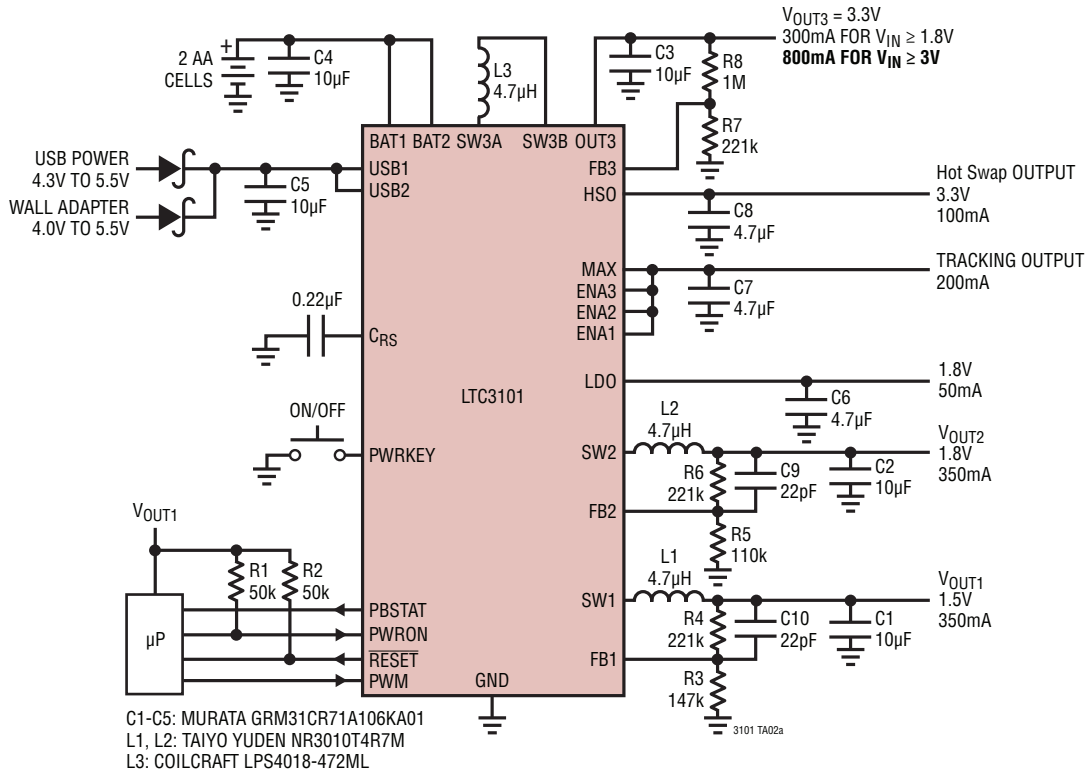 V_OUT3 = 3.3V
300mA FOR V_IN ≥ 1.8V
800mA FOR V_IN ≥ 3V
2 AA
CELLS
+
C4
10µF
L3
4.7µH
C3
10µF
R8
1M
R7
221k
BAT1 BAT2 SW3A SW3B OUT3
USB POWER
4.3V TO 5.5V
WALL ADAPTER
4.0V TO 5.5V
C5
10µF
USB1
USB2
FB3
HSO
Hot Swap OUTPUT
3.3V
100mA
C8
4.7µF
MAX
ENA3
ENA2
ENA1
TRACKING OUTPUT
200mA
C7
4.7µF
0.22µF
C_RS
LDO
1.8V
50mA
C6
4.7µF
LTC3101
ON/OFF
PWRKEY
SW2
L2
4.7µH
R6
221k
C9
22pF
C2
10µF
V_OUT2
1.8V
350mA
FB2
R5
110k
V_OUT1
R1
50k
R2
50k
µP
PBSTAT
PWRON
RESET
PWM
GND
SW1
L1
4.7µH
R4
221k
C10
22pF
C1
10µF
V_OUT1
1.5V
350mA
FB1
R3
147k
3101 TA02a
C1-C5: MURATA GRM31CR71A106KA01
L1, L2: TAIYO YUDEN NR3010T4R7M
L3: COILCRAFT LPS4018-472ML